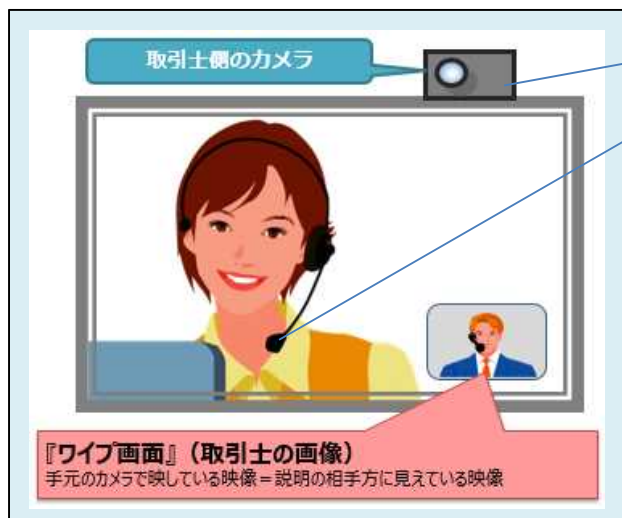 取引士側のカメラ
『ワイプ画面』（取引士の画像）
手元のカメラで映している映像＝説明の相手方に見えている映像